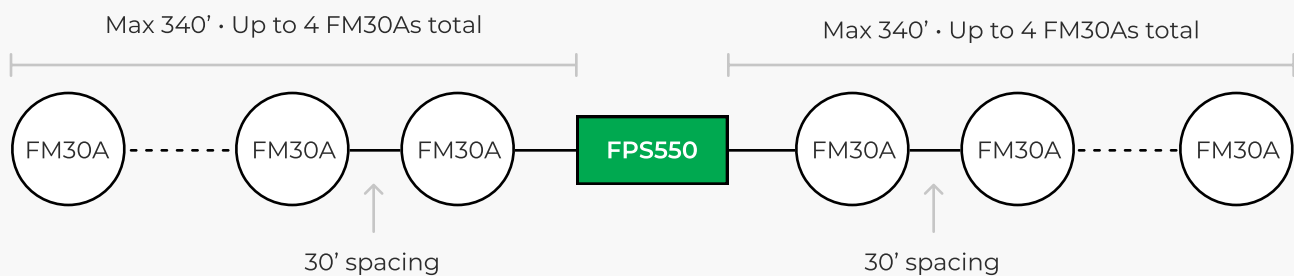 Max 340’ · Up to 4 FM30As total
Max 340’ · Up to 4 FM30As total
FM30A
FM30A
FM30A
FPS550
FM30A
FM30A
FM30A
30’ spacing
30’ spacing